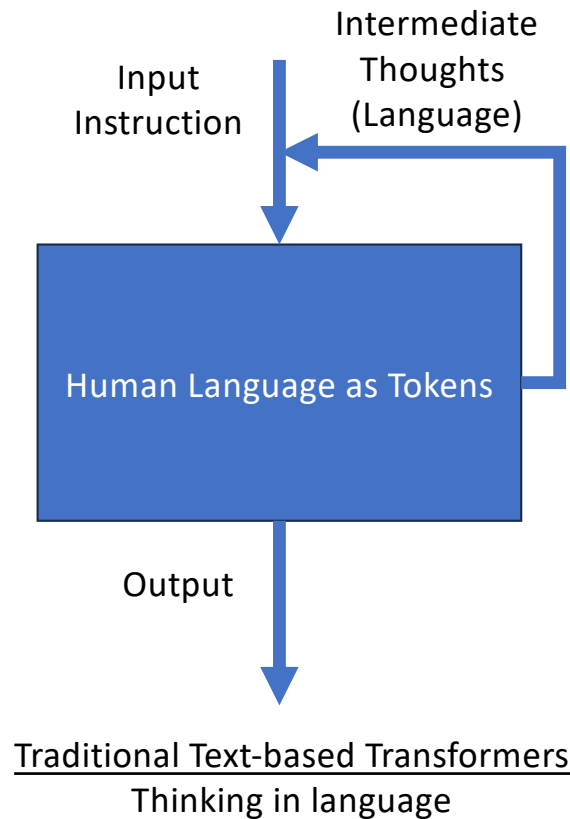 Input
Instruction
Intermediate
Thoughts
(Language)
Human Language as Tokens
Output
Traditional Text-based Transformers
Thinking in language